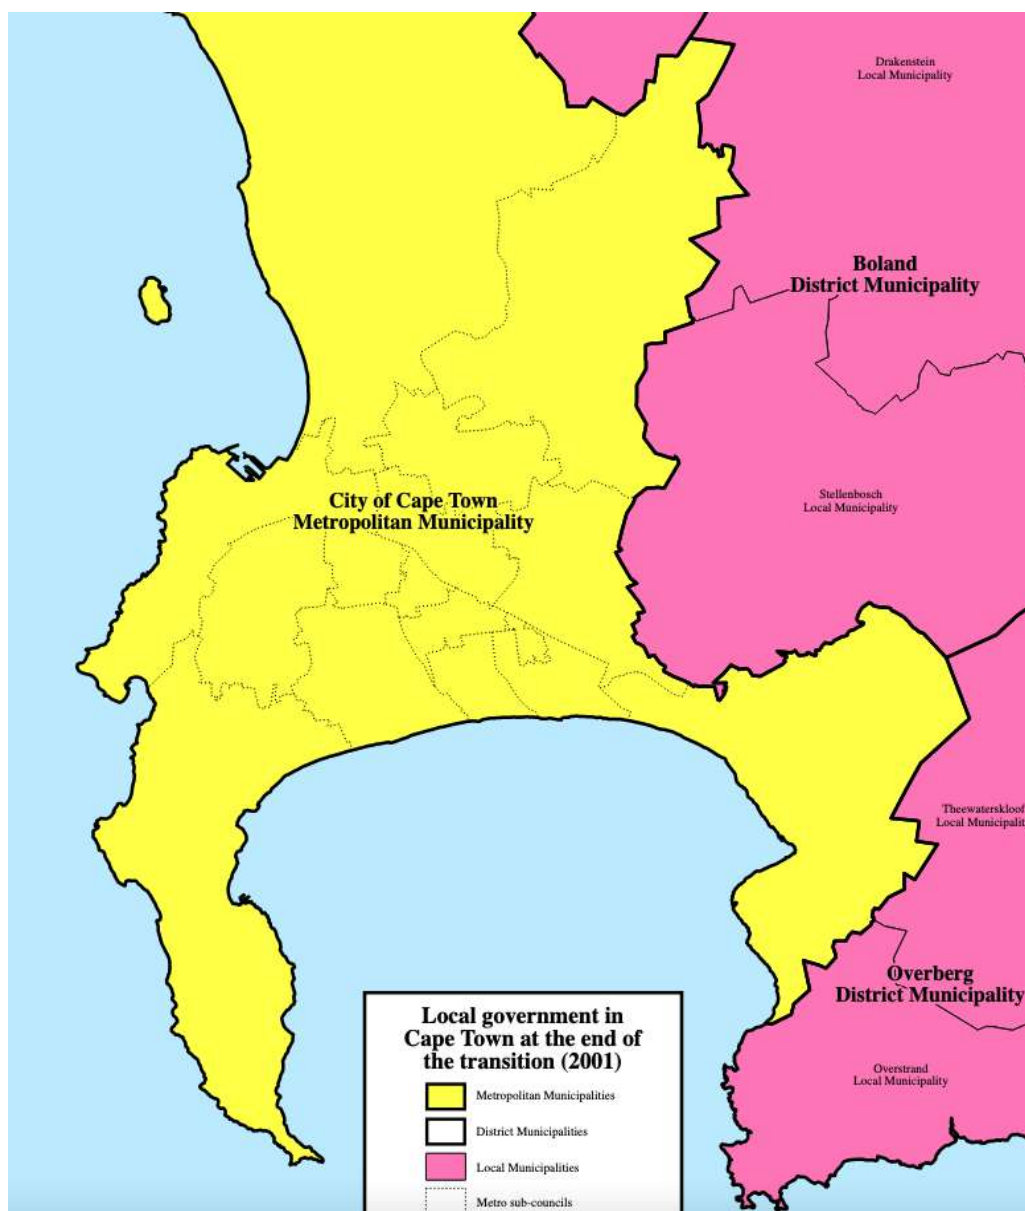 Drakenstein
Local Municipality
Boland
District Municipality
Stellenbosch
Local Municipality
City of Cape Town
Metropolitan Municipality
Theewaterskloof
Local Municipalit
Overberg
District Municipality
Overstrand
Local Municipality
Local government in
Cape Town at the end of
the transition (2001)
Metropolitan Municipalities
District Municipalities
Local Municipalities
Metro sub-councils